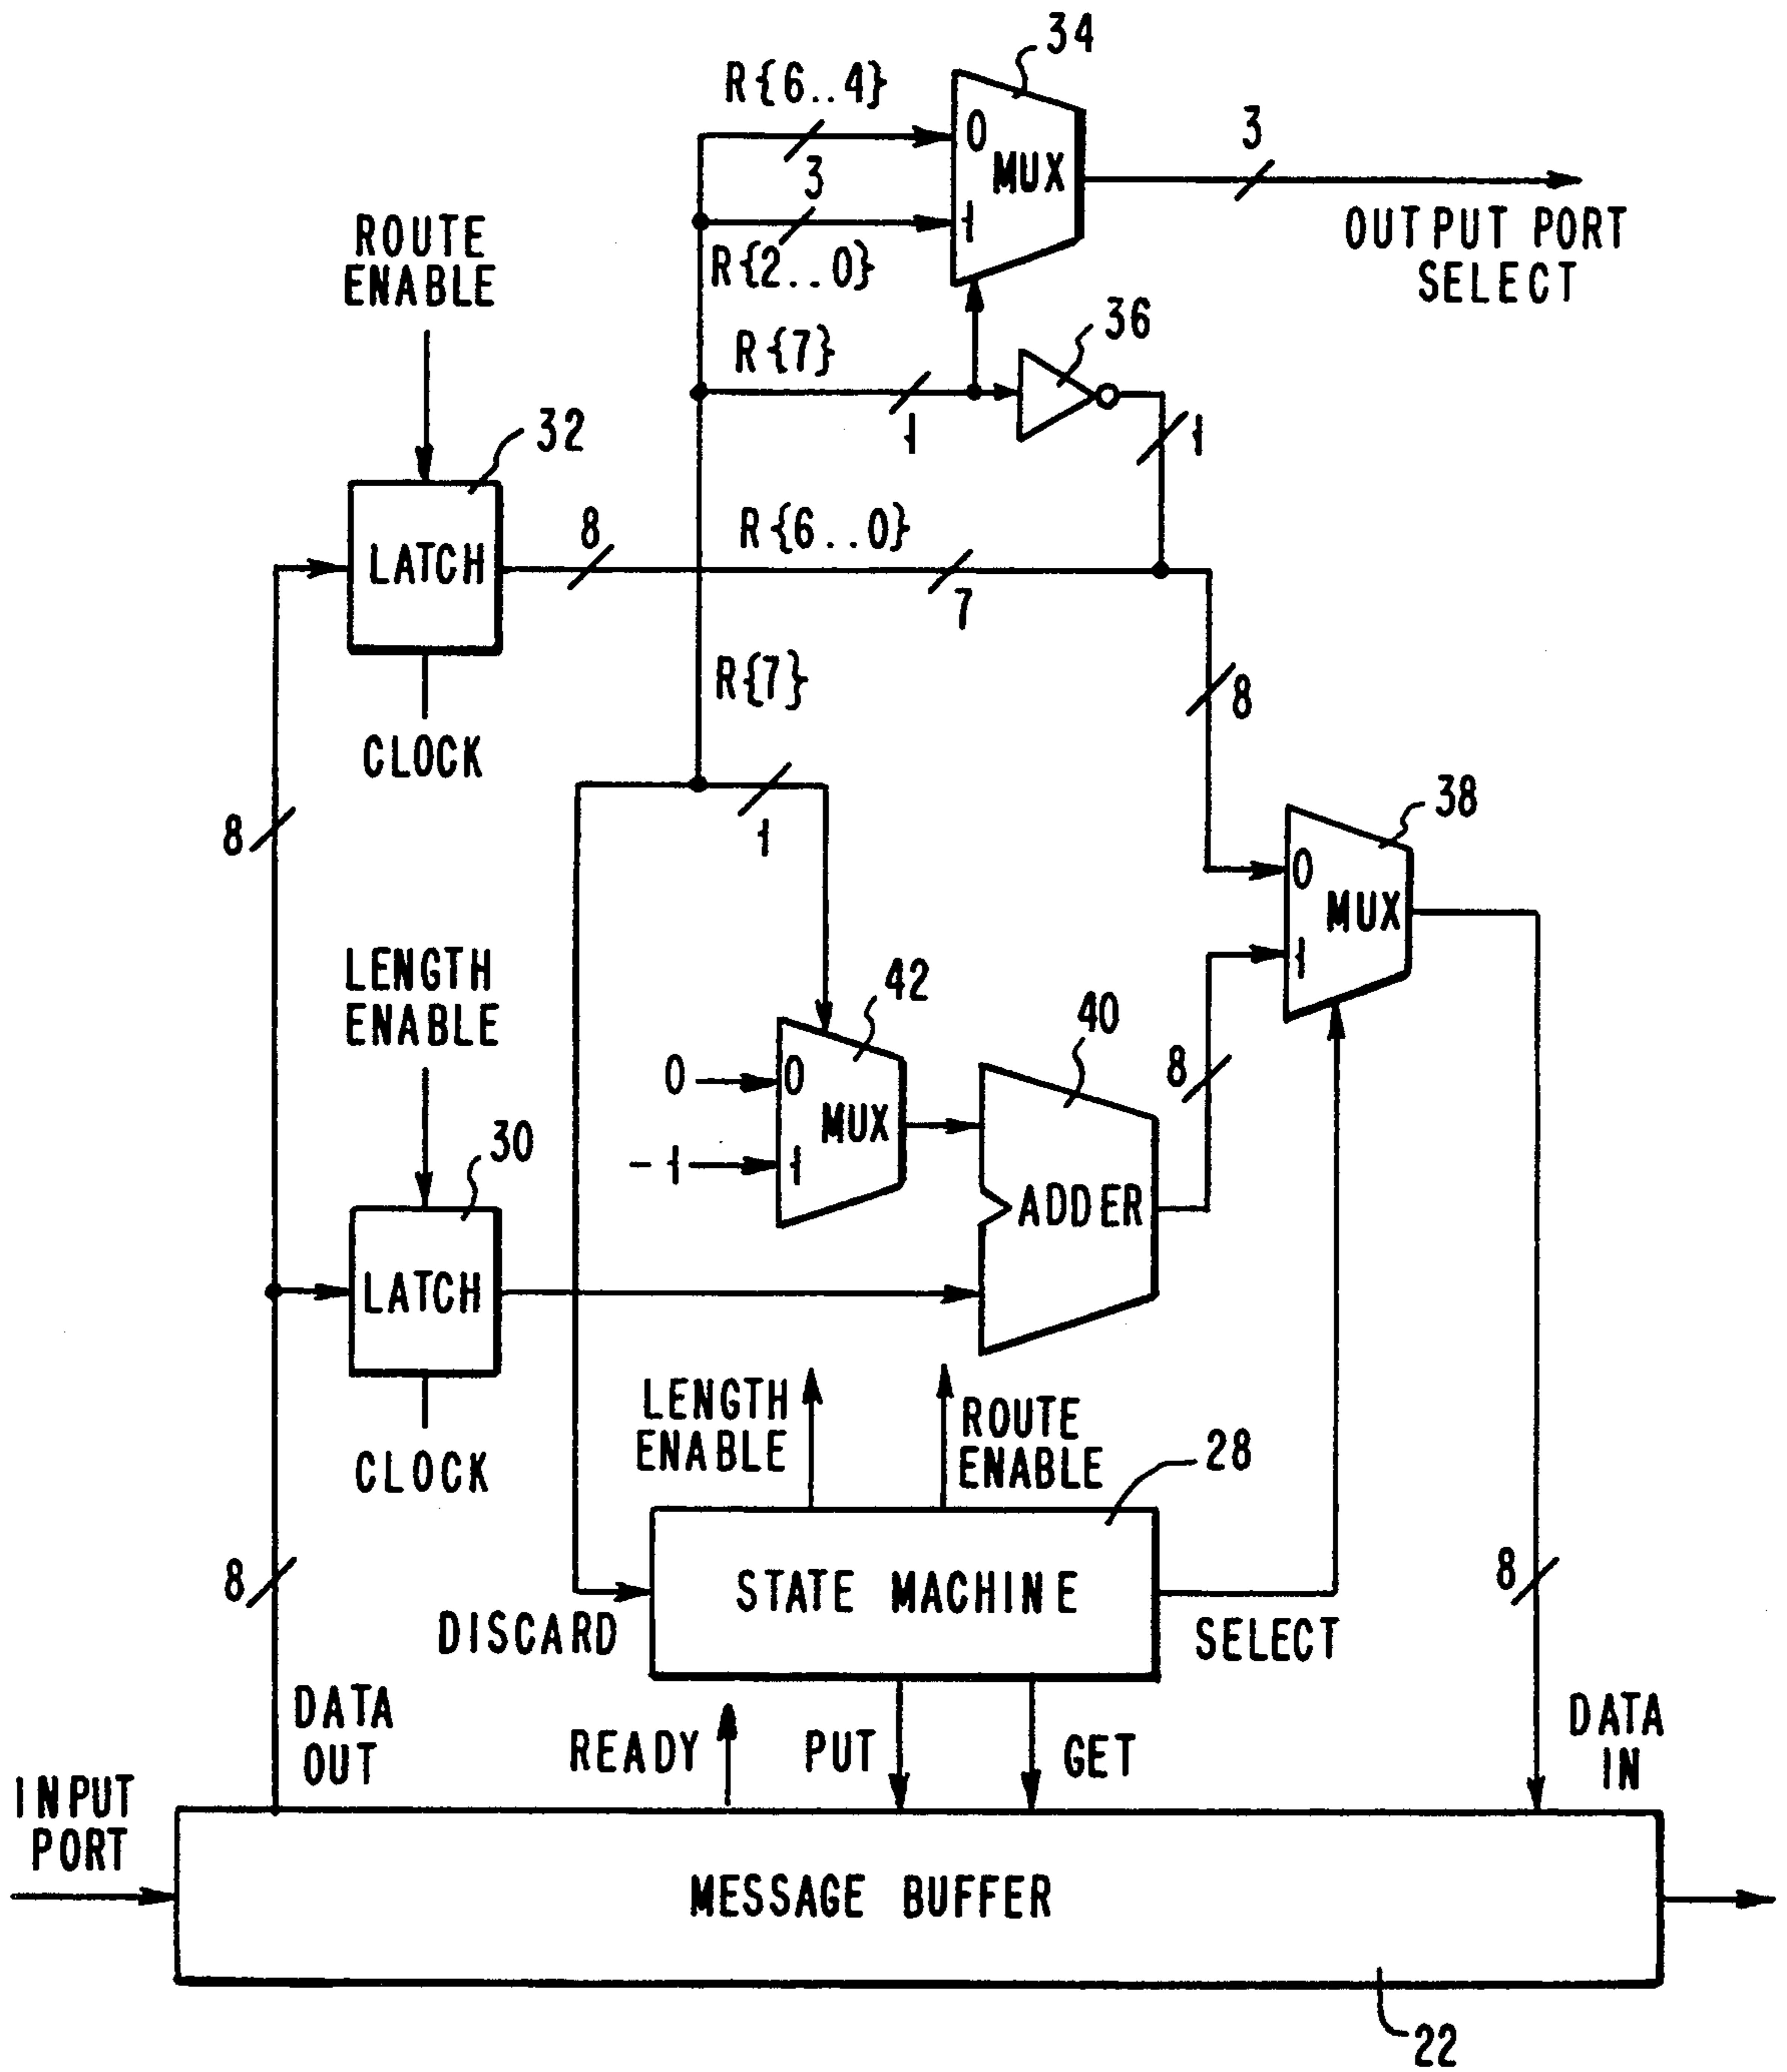 34
R{6..4}
0
3
MUX
3
1
ROUTE
ENABLE
R{2..0}
OUTPUT PORT
SELECT
36
R{7}
1
1
32
LATCH
8
R{6..0}
7
R{7}
8
CLOCK
1
8
38
0
MUX
1
LENGTH
ENABLE
42
40
0
0
MUX
-1
1
8
30
ADDER
LATCH
LENGTH
ENABLE
ROUTE
ENABLE
28
CLOCK
8
STATE MACHINE
8
DISCARD
SELECT
DATA
OUT
READY
PUT
GET
DATA
IN
INPUT
PORT
MESSAGE BUFFER
22